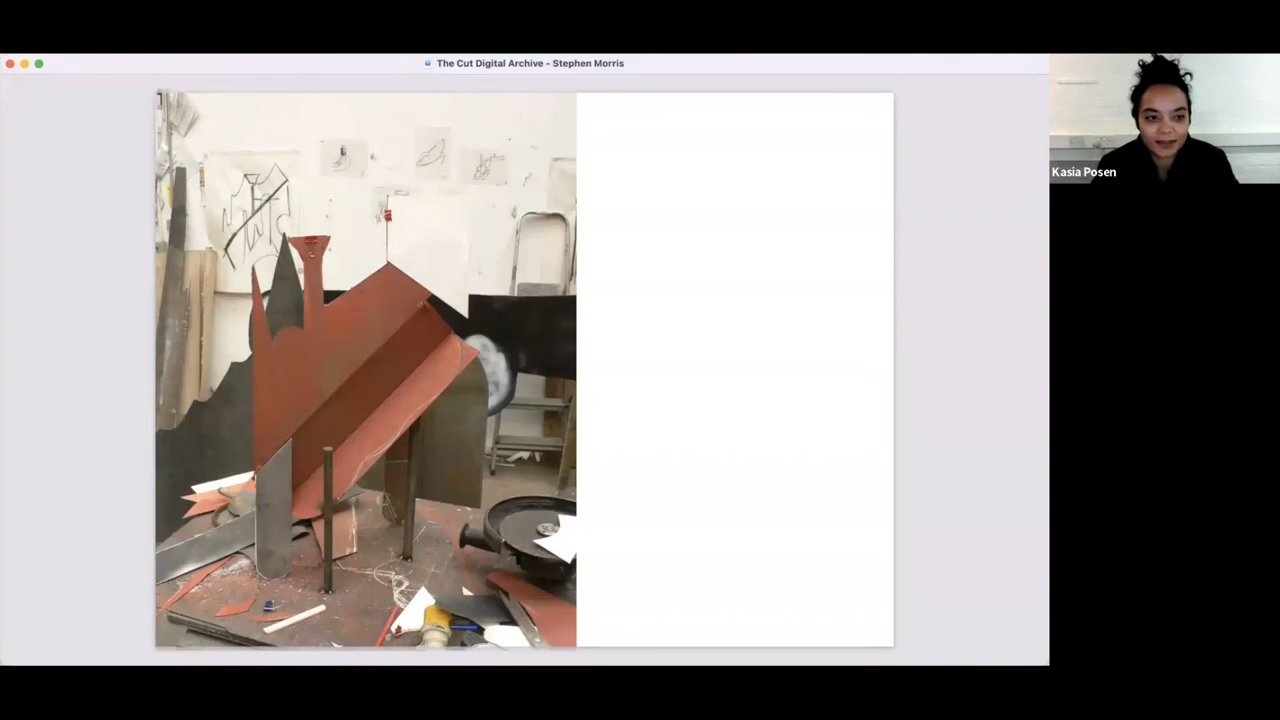 The Cut Digital Archive - Stephen Morris
Kasia Posen